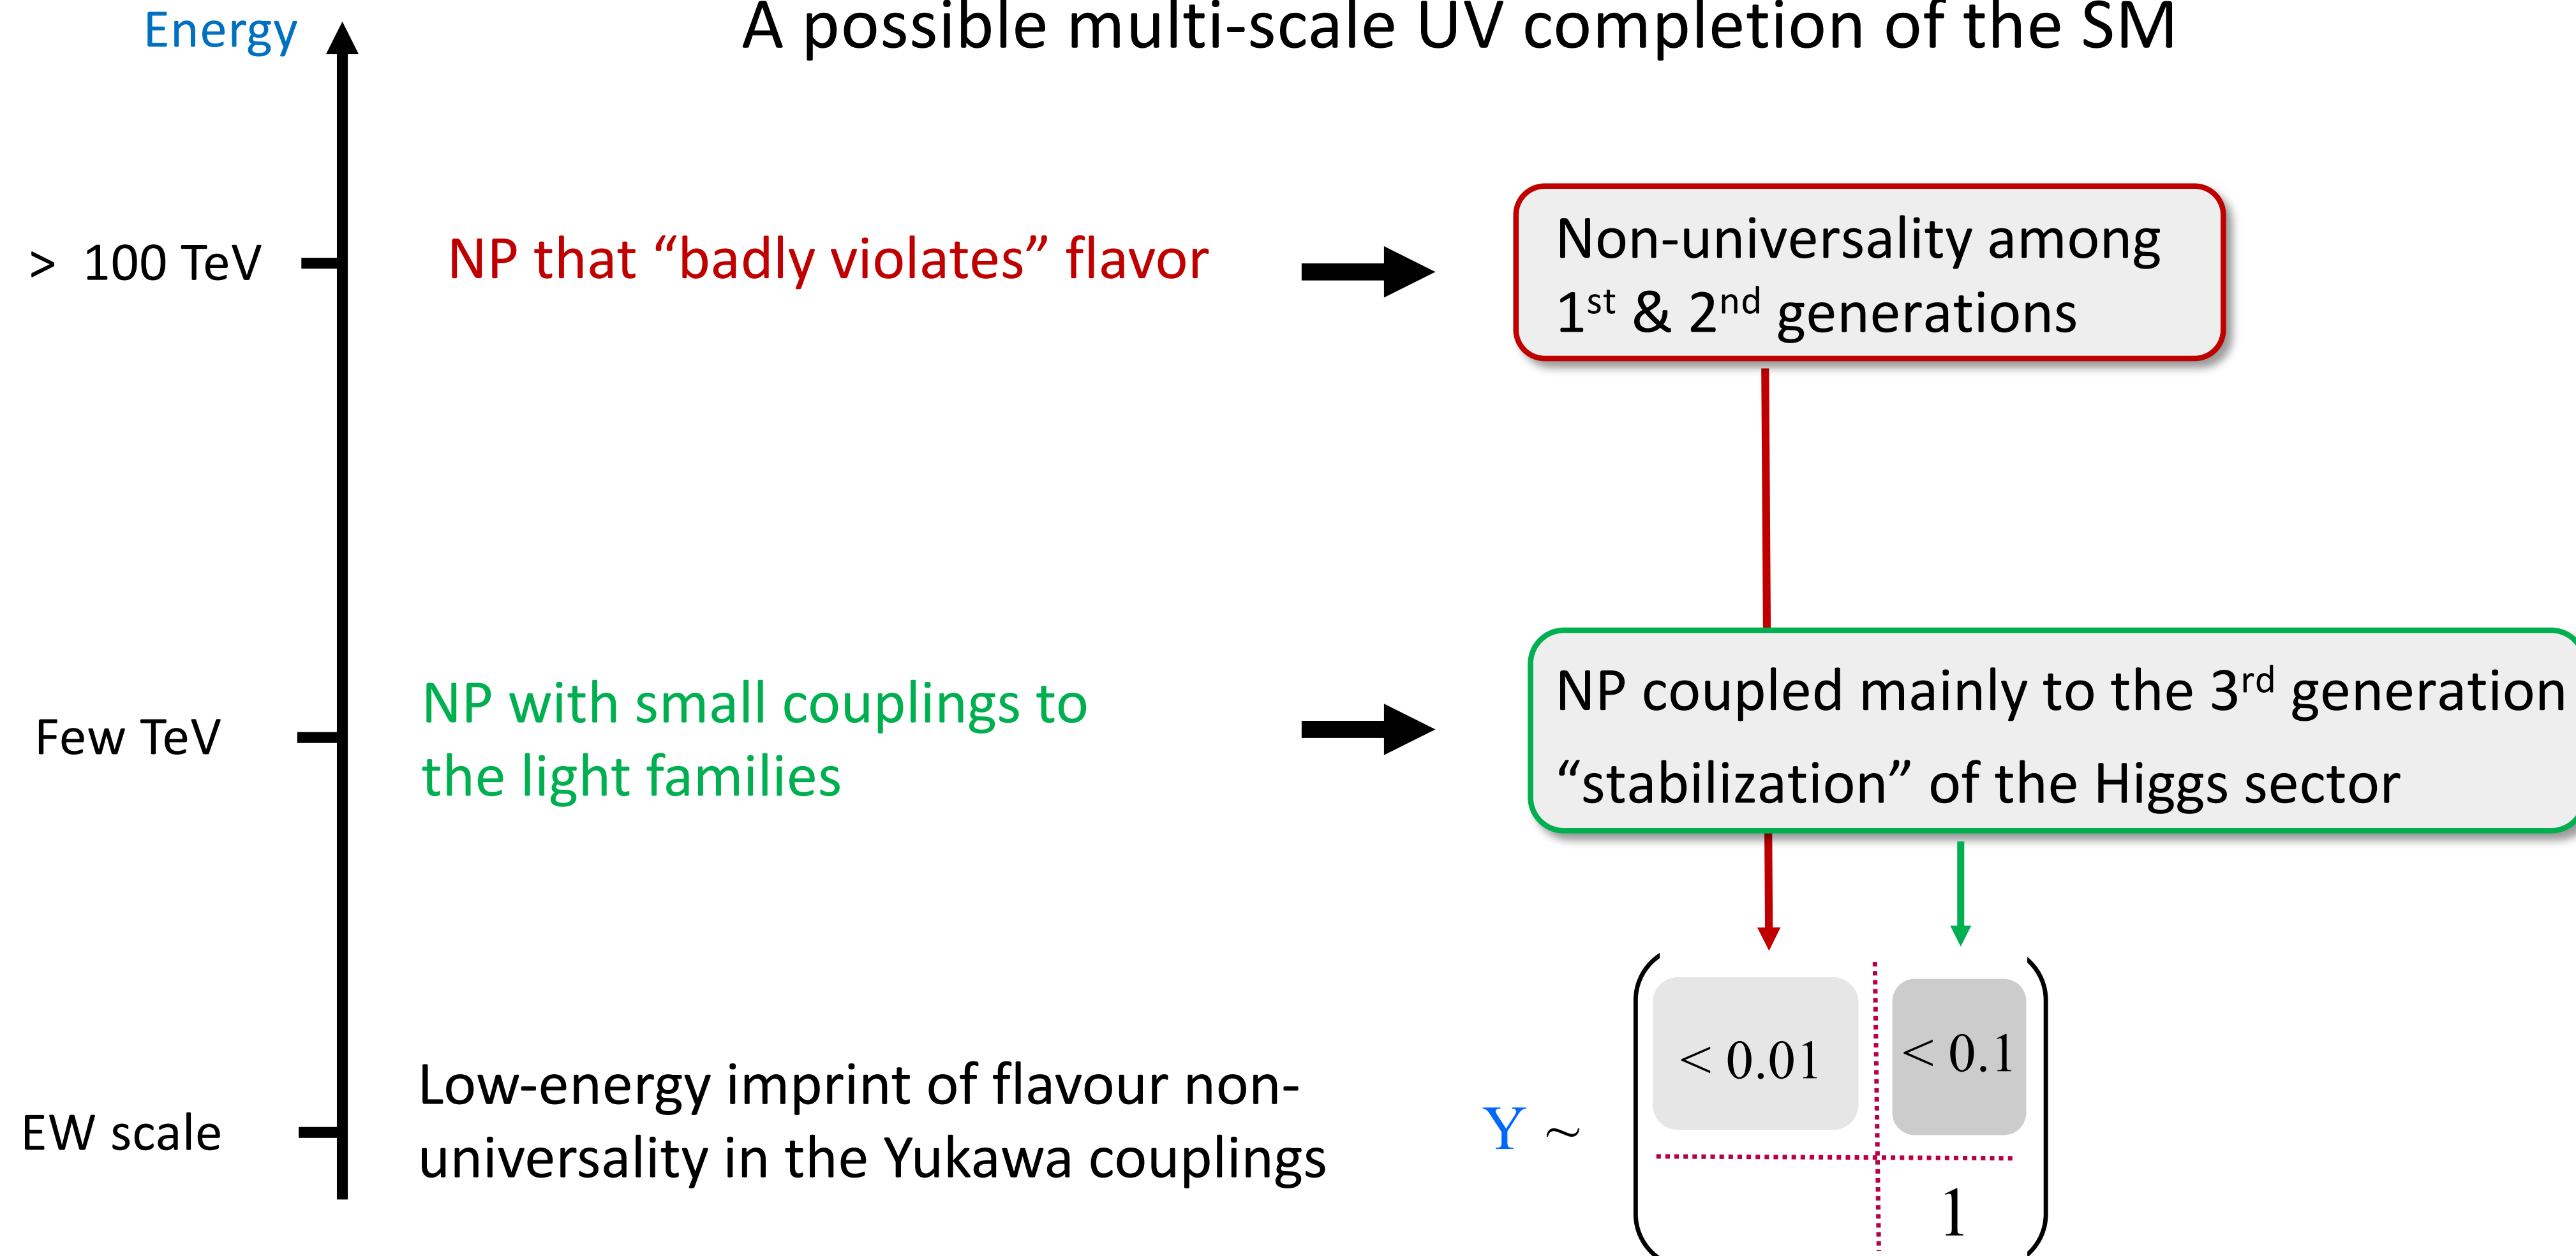 A possible multi-scale UV completion of the SM
Energy
> 100 TeV
NP that “badly violates” flavor
Non-universality among
1st & 2nd generations
Few TeV
NP with small couplings to
the light families
NP coupled mainly to the 3rd generation
“stabilization” of the Higgs sector
EW scale
Low-energy imprint of flavour non-
universality in the Yukawa couplings
Y ~
< 0.01
< 0.1
1